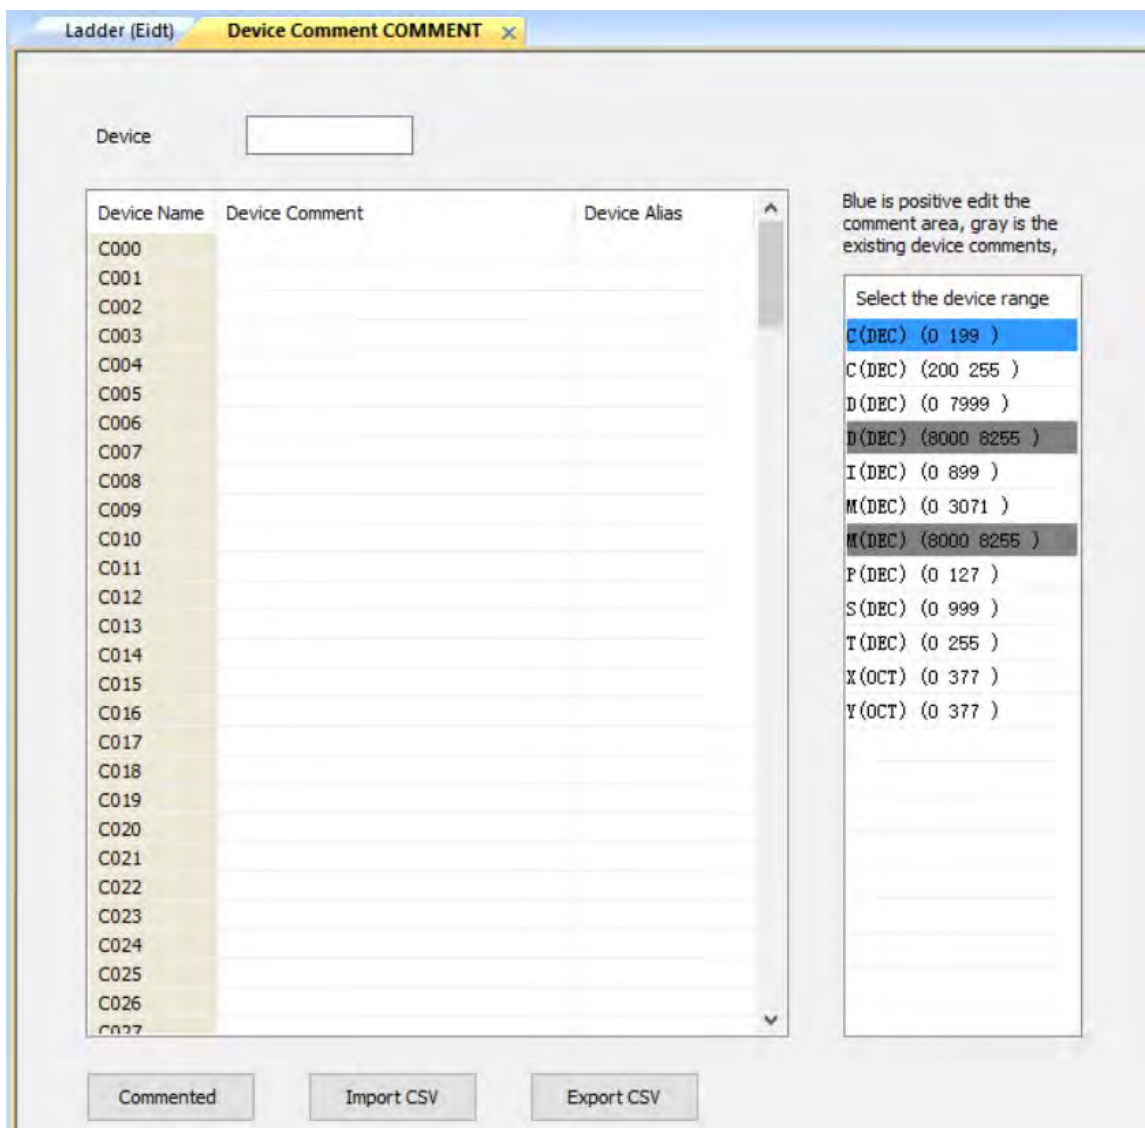 Ladder (Eidt)
Device Comment COMMENT
Device
Device Name Device Comment Device Alias
C000
C001
C002
C003
C004
C005
C006
C007
C008
C009
C010
C011
C012
C013
C014
C015
C016
C017
C018
C019
C020
C021
C022
C023
C024
C025
C026
C027
Blue is positive edit the
comment area, gray is the
existing device comments,
Select the device range
C(DEC) (0 199 )
C(DEC) (200 255 )
D(DEC) (0 7999 )
D(DEC) (8000 8255 )
I(DEC) (0 899 )
M(DEC) (0 3071 )
M(DEC) (8000 8255 )
P(DEC) (0 127 )
S(DEC) (0 999 )
T(DEC) (0 255 )
X(OCT) (0 377 )
Y(OCT) (0 377 )
Commented
Import CSV
Export CSV